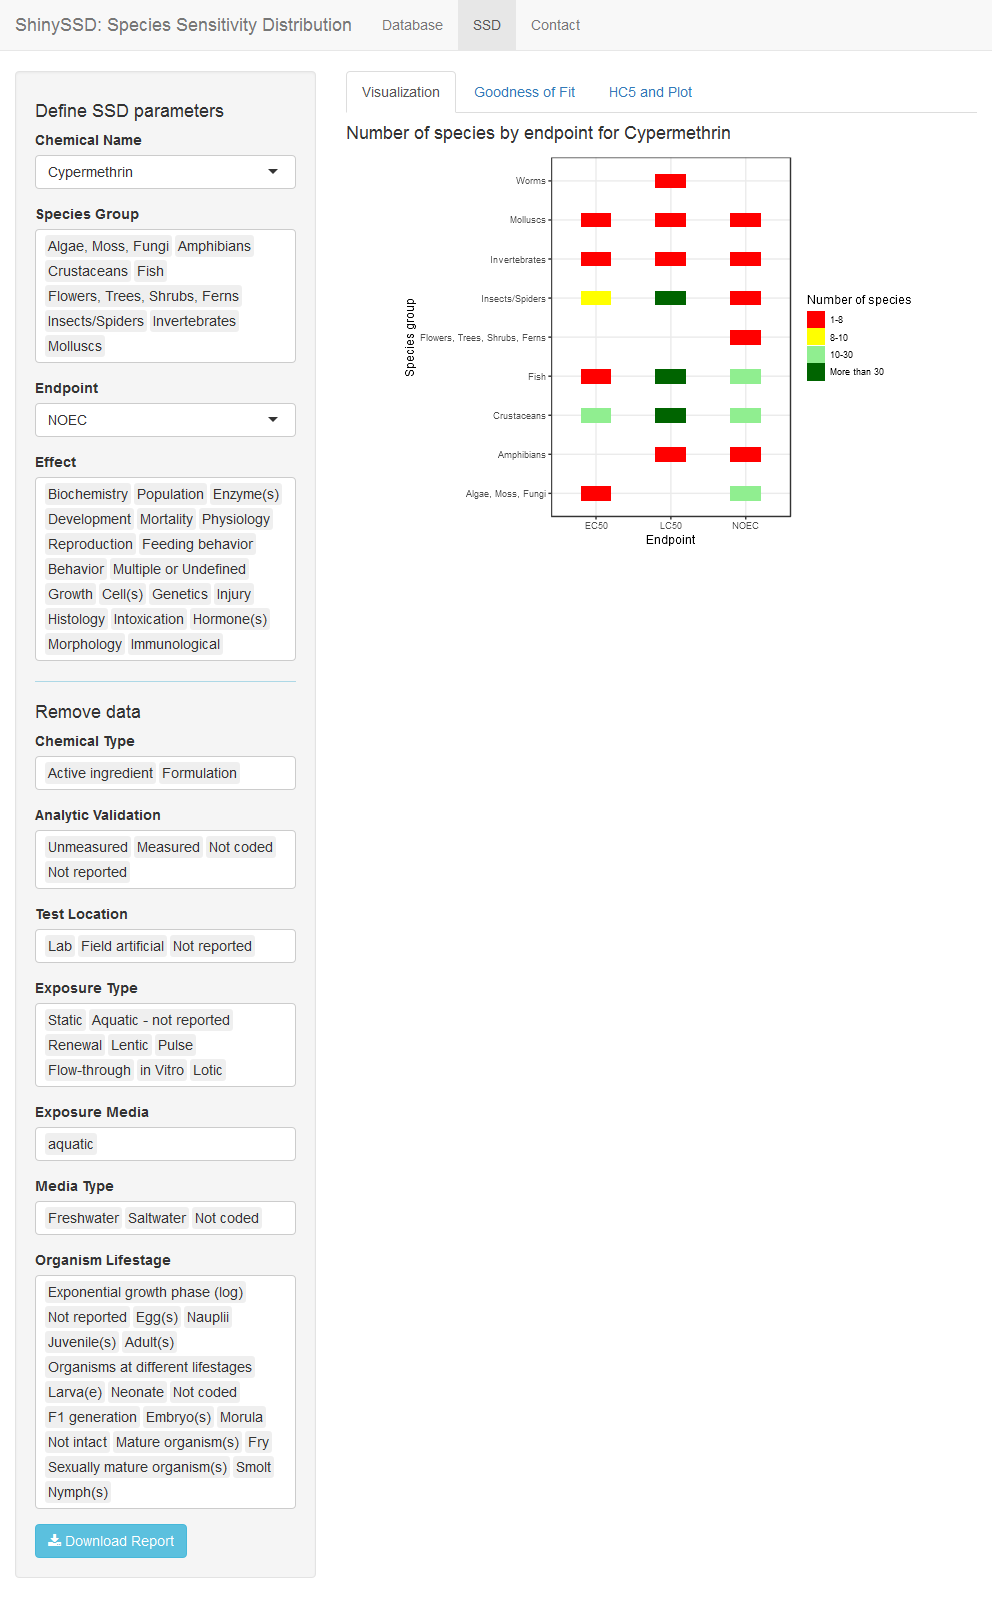 ShinySSD: Species Sensitivity Distribution Database SSD Contact
Define SSD parameters
Chemical Name
Cypermethrin
Species Group
Algae, Moss, Fungi Amphibians
Crustaceans Fish
Flowers, Trees, Shrubs, Ferns
Insects/Spiders Invertebrates
Molluscs
Endpoint
NOEC
Effect
Biochemistry Population Enzyme(s)
Development Mortality Physiology
Reproduction Feeding behavior
Behavior Multiple or Undefined
Growth Cell(s) Genetics Injury
Histology Intoxication Hormone(s)
Morphology Immunological
Remove data
Chemical Type
Active ingredient Formulation
Analytic Validation
Unmeasured Measured Not coded
Not reported
Test Location
Lab Field artificial Not reported
Exposure Type
Static Aquatic - not reported
Renewal Lentic Pulse
Flow-through in Vitro Lotic
Exposure Media
aquatic
Media Type
Freshwater Saltwater Not coded
Organism Lifestage
Exponential growth phase (log)
Not reported Egg(s) Nauplii
Juvenile(s) Adult(s)
Organisms at different lifestages
Larva(e) Neonate Not coded
F1 generation Embryo(s) Morula
Not intact Mature organism(s) Fry
Sexually mature organism(s) Smolt
Nymph(s)
Download Report
Visualization Goodness of Fit HC5 and Plot
Number of species by endpoint for Cypermethrin
Species group
Worms
Molluscs
Invertebrates
Insects/Spiders
Flowers, Trees, Shrubs, Ferns
Fish
Crustaceans
Amphibians
Algae, Moss, Fungi
EC50 LC50 NOEC
Endpoint
Number of species
1-8
8-10
10-30
More than 30